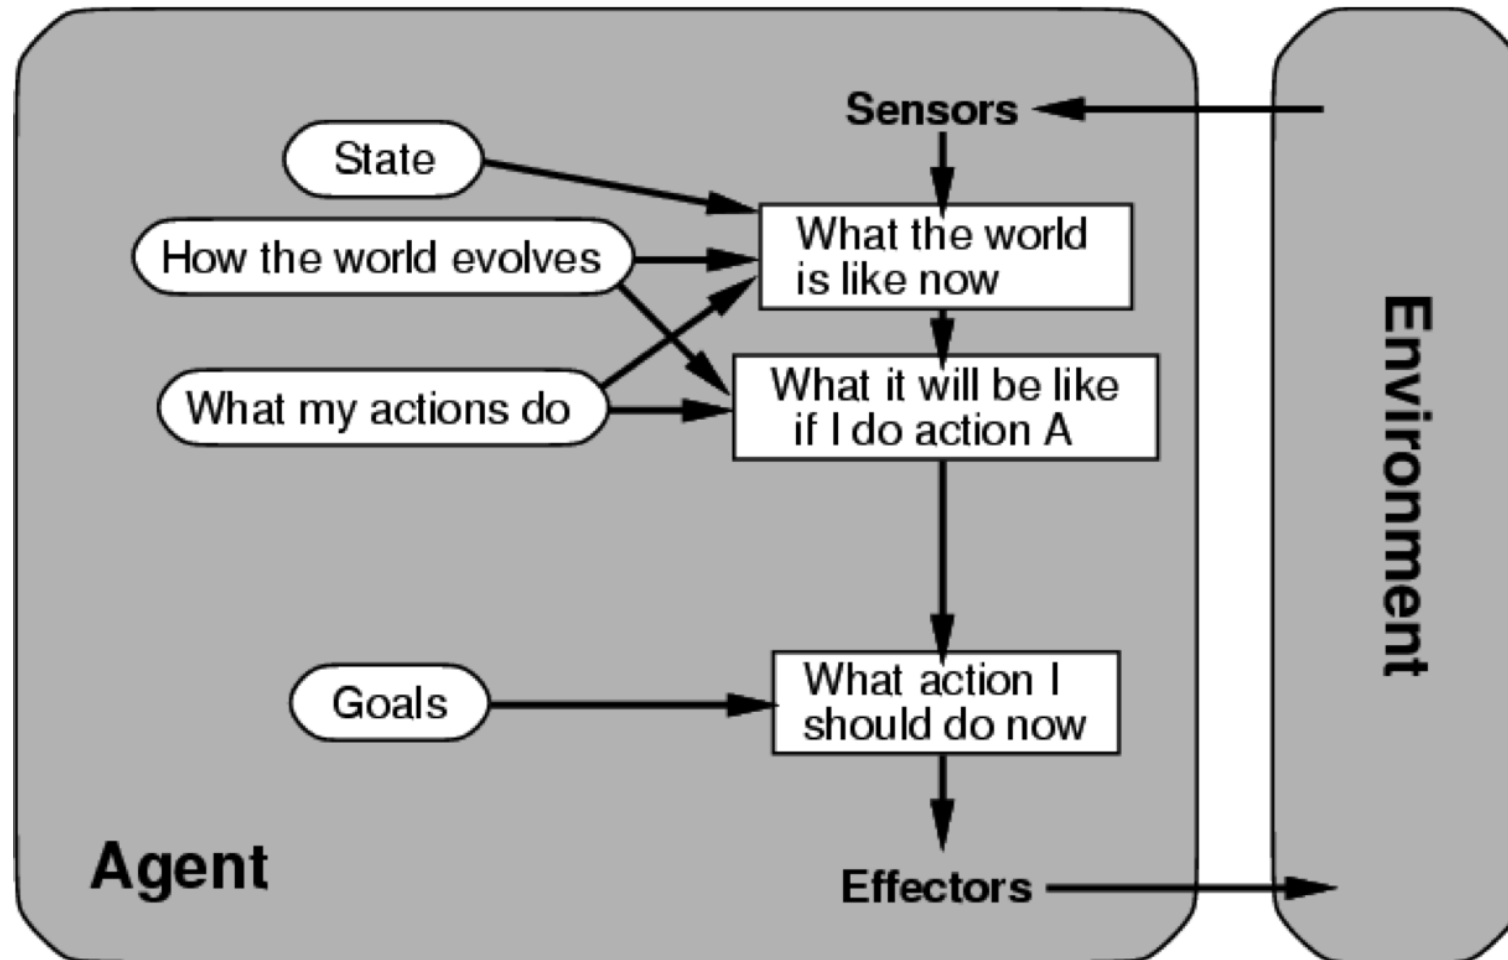 Sensors
State
What the world
is like now
How the world evolves
What it will be like
if I do action A
What my actions do
Environment
What action I
should do now
Goals
Agent
Effectors